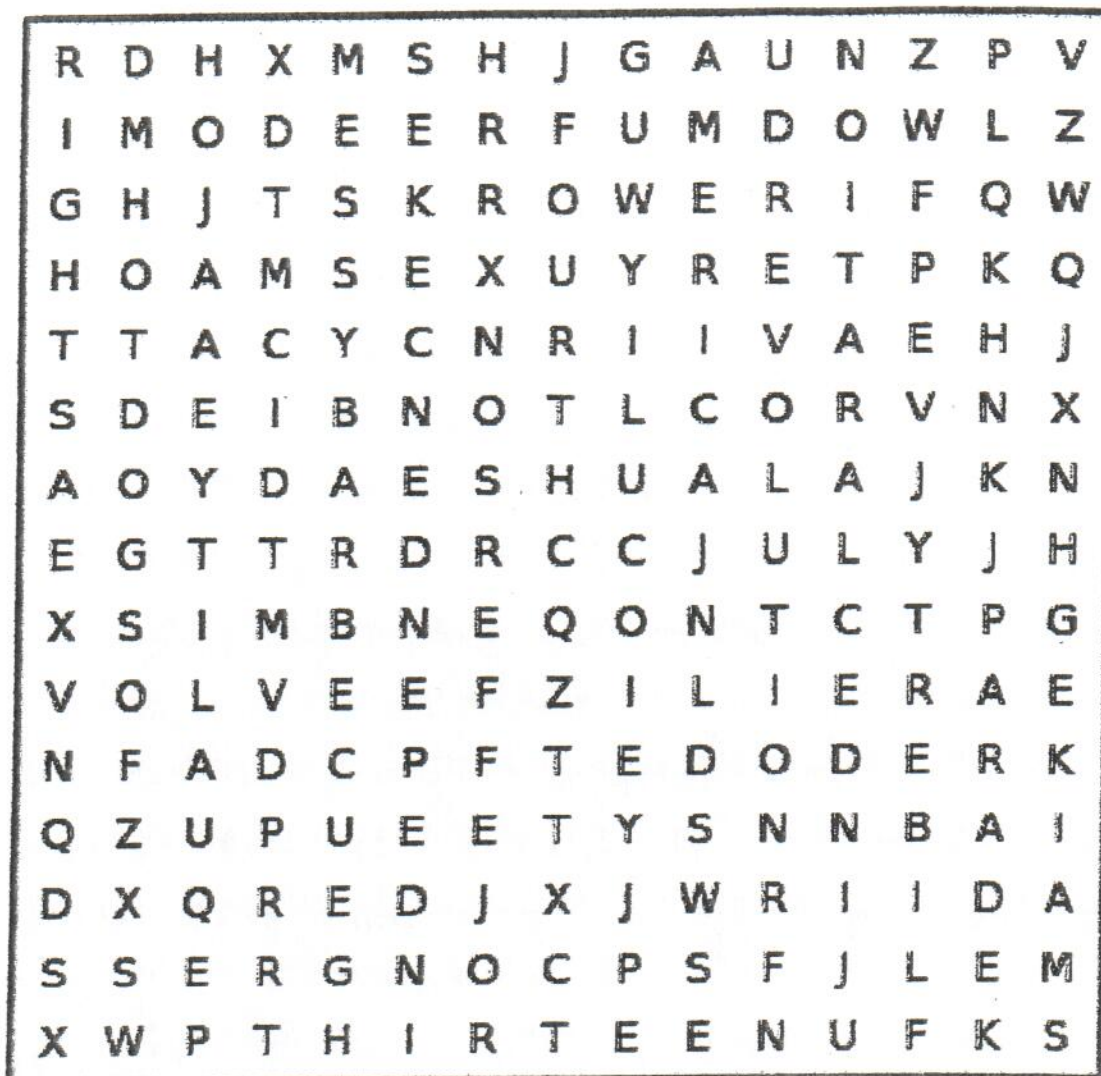 R D H X M S H J G A U N Z P V
I M O D E E R F U M D O W L Z
G H J T S K R O W E R I F Q W
H O A M S E X U Y R E T P K Q
T T A C Y C N R I I V A E H J
S D E I B N O T L C O R V N X
A O Y D A E S H U A L A J K N
E G T T R D R C C J U L Y J H
X S I M B N E Q O N T C T P G
V O L V E E F Z I L I E R A E
N F A D C P F T E D O D E R K
Q Z U P U E E T Y S N N B A I
D X Q R E D J X J W R I I D A
S S E R G N O C P S F J L E M
X W P T H I R T E E N U F K S